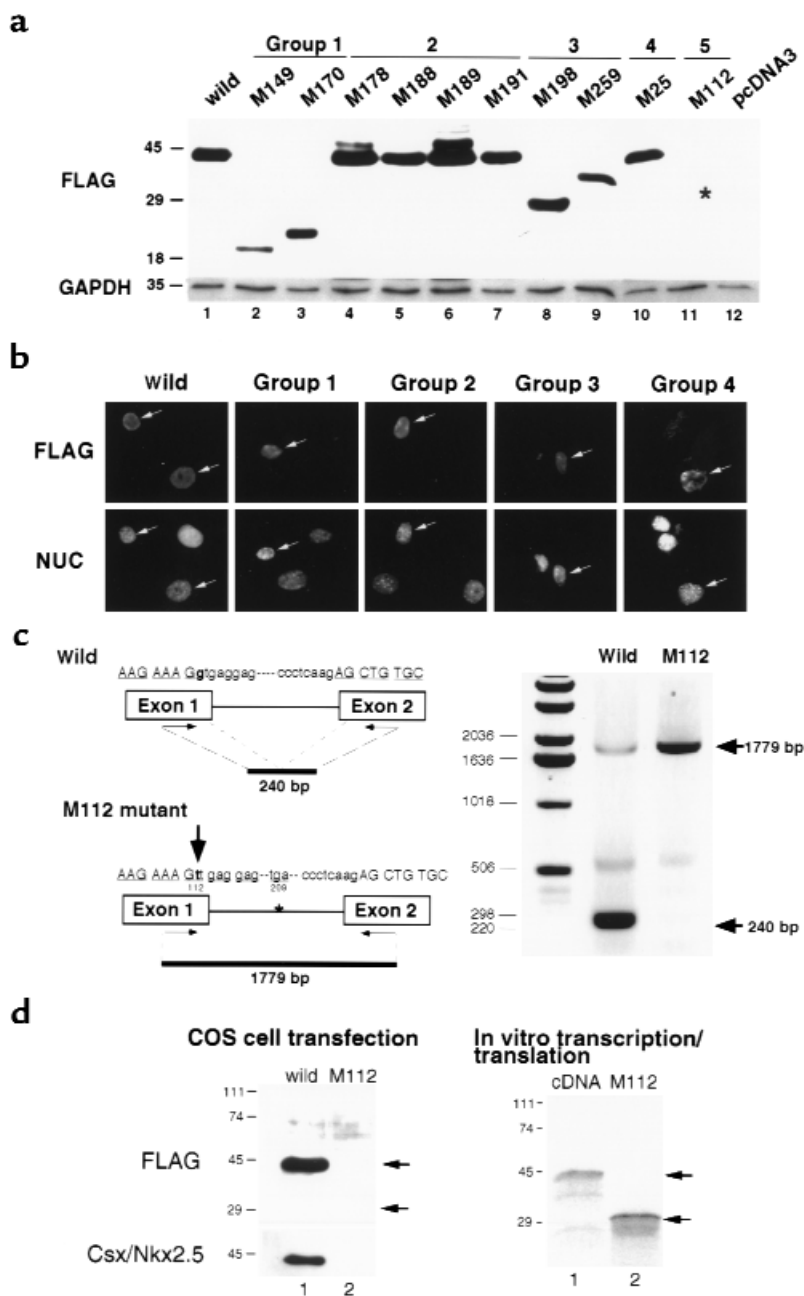 a
Group 1 2 3 4 5
wild M149 M170 M178 M188 M189 M191 M198 M259 M25 M112 pcDNA3
45
FLAG
29
*
18
GAPDH
35
1 2 3 4 5 6 7 8 9 10 11 12
b
Wild Group 1 Group 2 Group 3 Group 4
FLAG
NUC
c
Wild
AAG AAA Ggtgaggag----ccctcaagAG CTG TGC
Exon 1 Exon 2
240 bp
M112 mutant
AAG AAA Gtt gag gag--tga--ccctcaagAG CTGTGC
112 209
Exon 1 Exon 2
1779 bp
Wild M112
2036
1636
1779 bp
1018
506
298
220
240 bp
d
COS cell transfection
wild M112
111
74
FLAG
45
29
Csx/Nkx2.5
45
1 2
In vitro transcription/
translation
cDNA M112
111
74
45
29
1 2